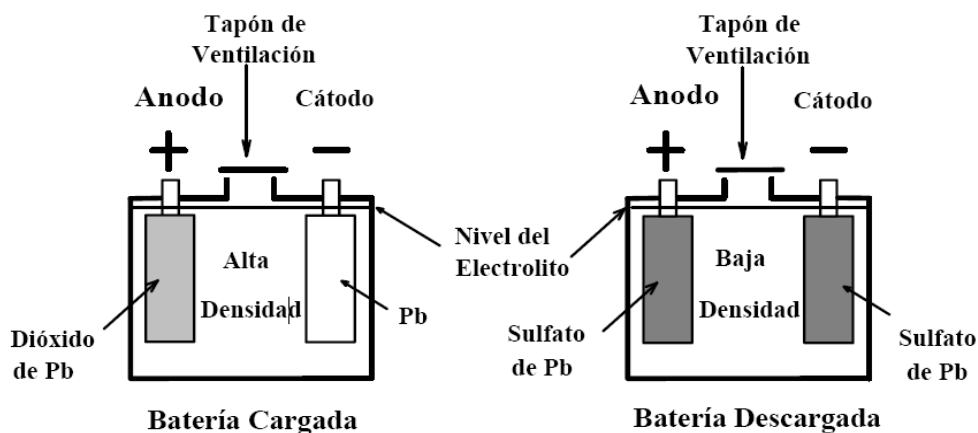 Tapón de
Ventilación
Anodo
Cátodo
+
−
Alta
Densidad
Dióxido
de Pb
Pb
Batería Cargada
Nivel del
Electrolito
Tapón de
Ventilación
Anodo
Cátodo
+
−
Baja
Densidad
Sulfato
de Pb
Sulfato
de Pb
Batería Descargada